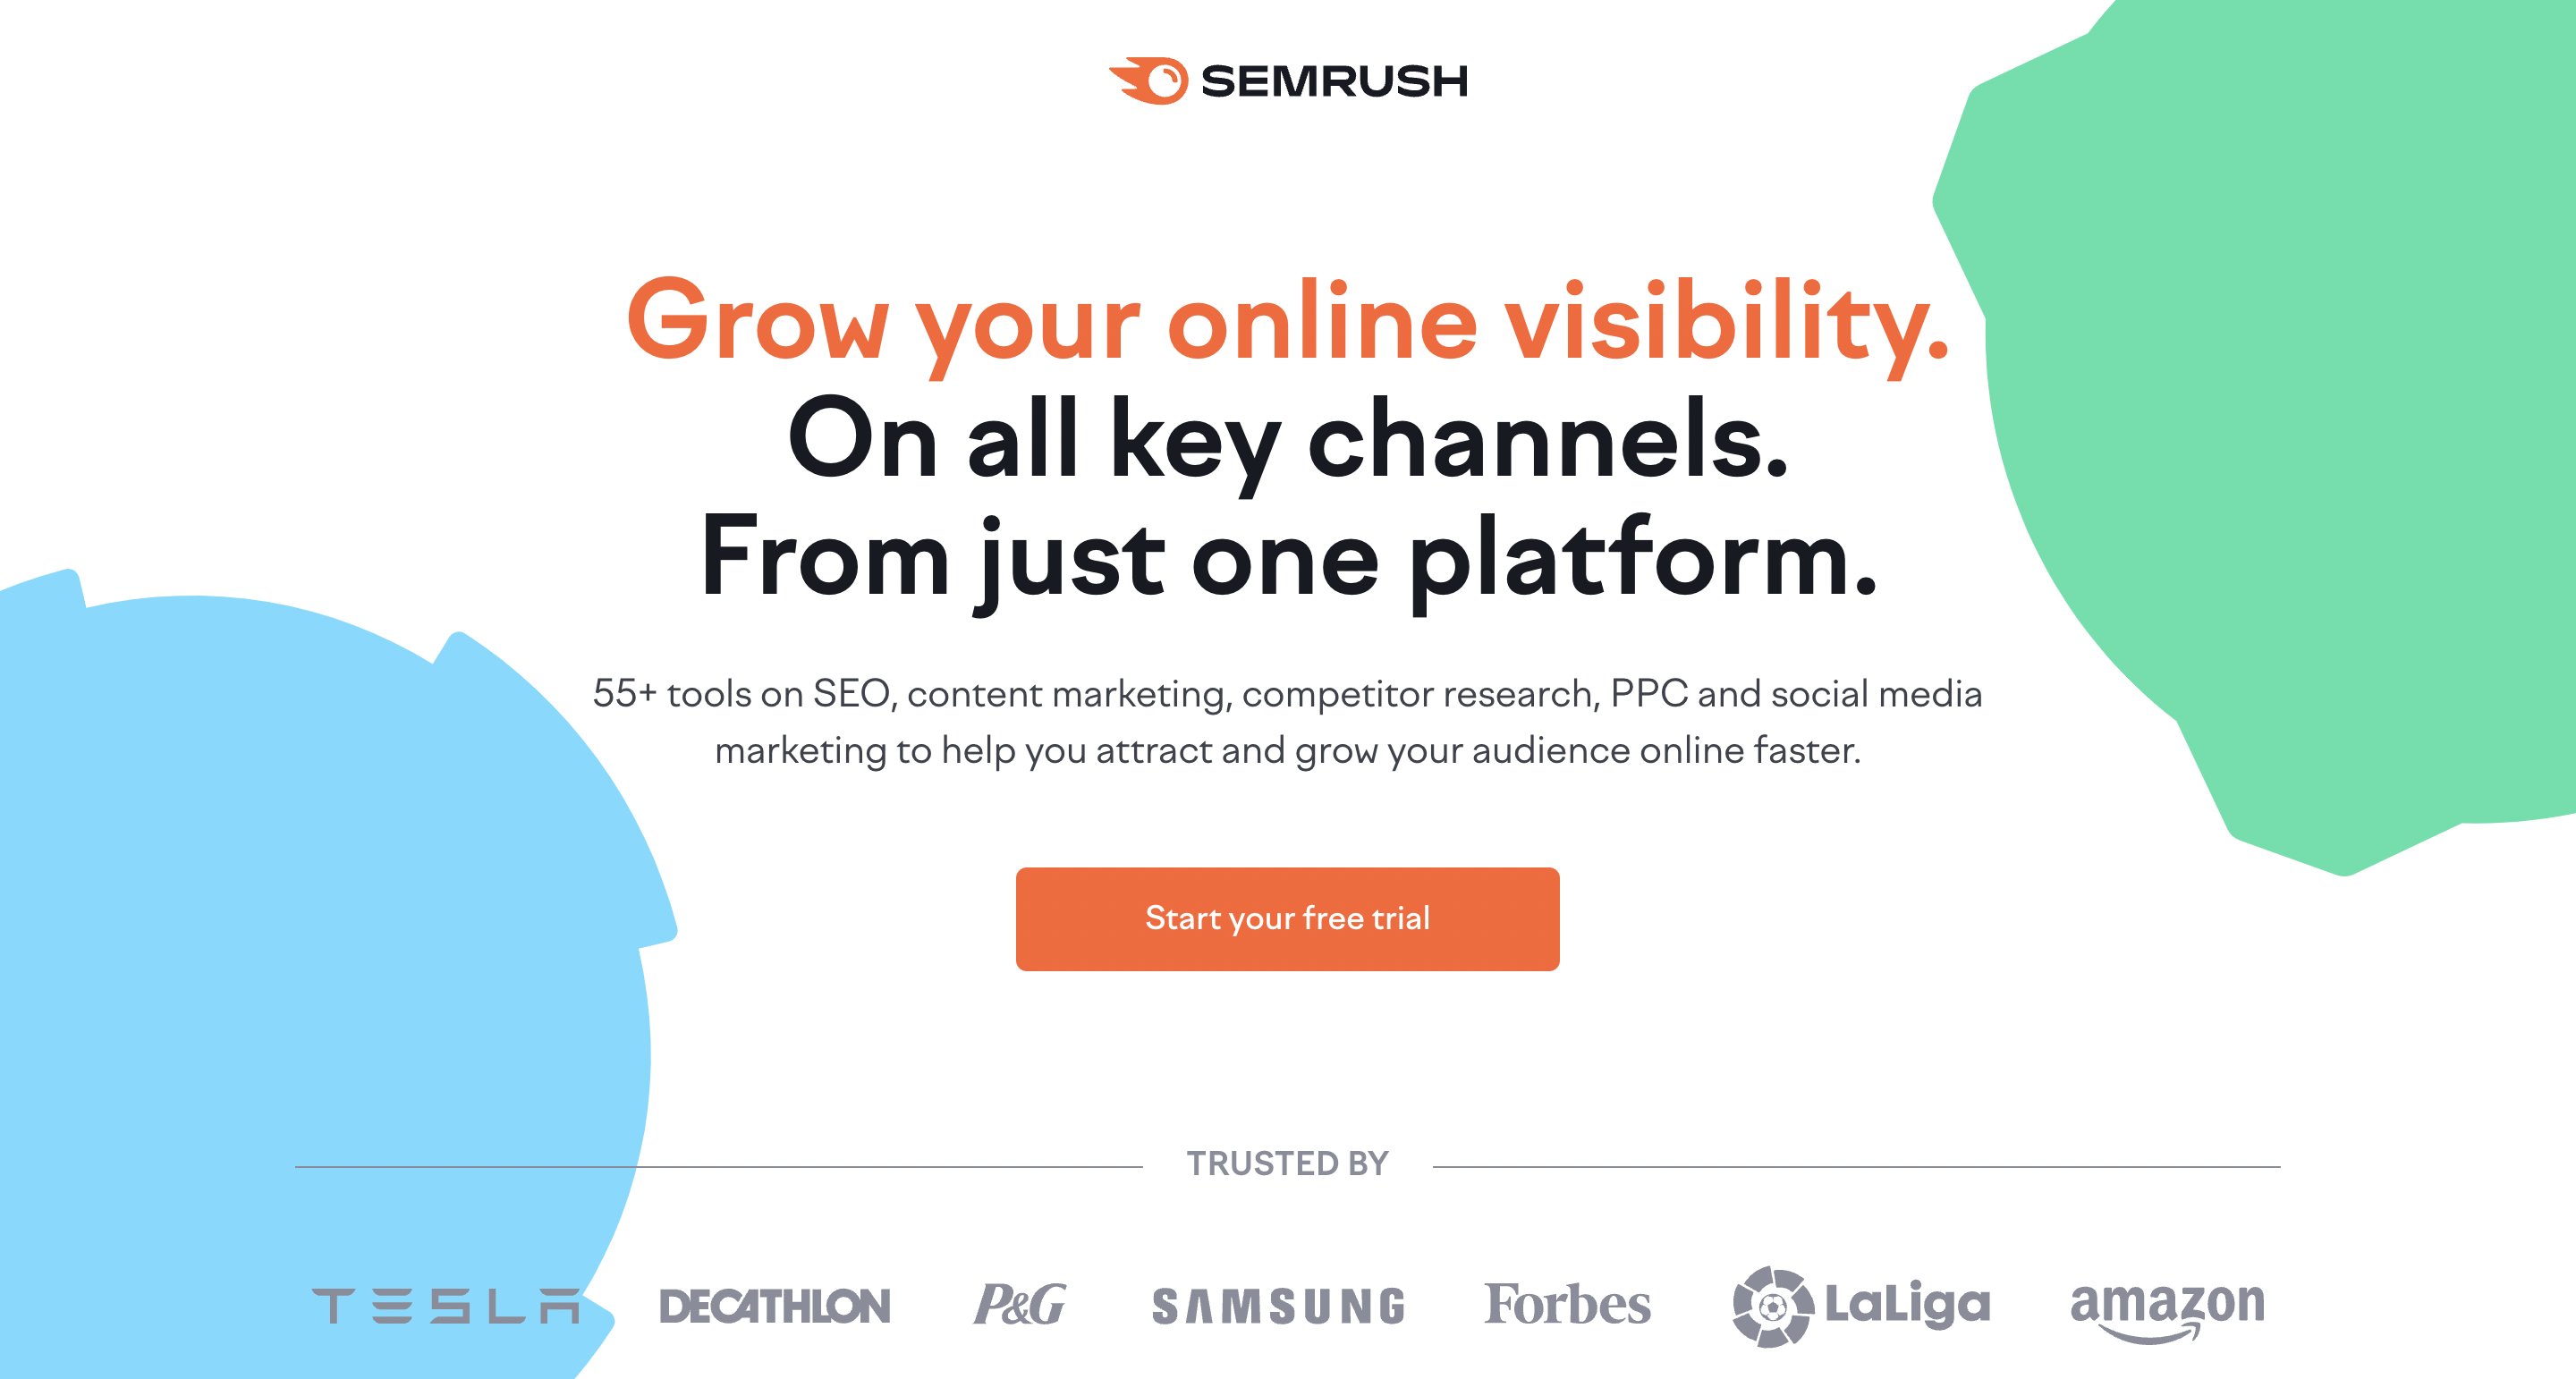 SEMRUSH
Grow your online visibility.
On all key channels.
From just one platform.
55+ tools on SEO, content marketing, competitor research, PPC and social media
marketing to help you attract and grow your audience online faster.
Start your free trial
TRUSTED BY
TESLA DECATHLON P&G SAMSUNG Forbes LaLiga amazon